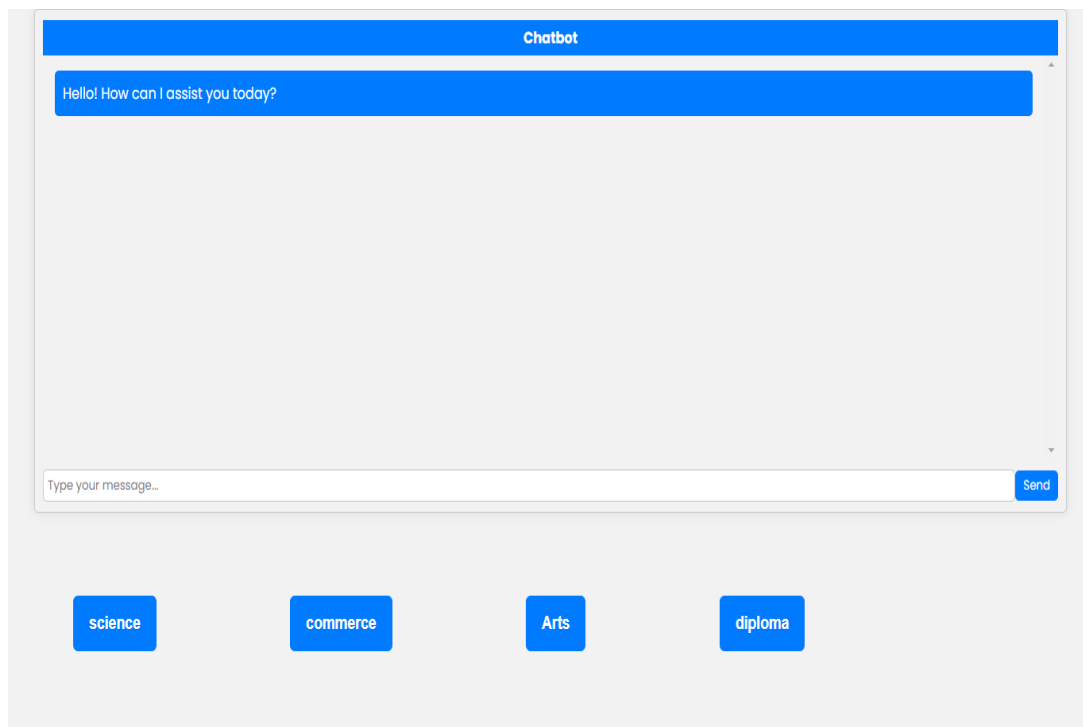 Chatbot
Hello! How can I assist you today?
Type your message...
Send
science
commerce
Arts
diploma